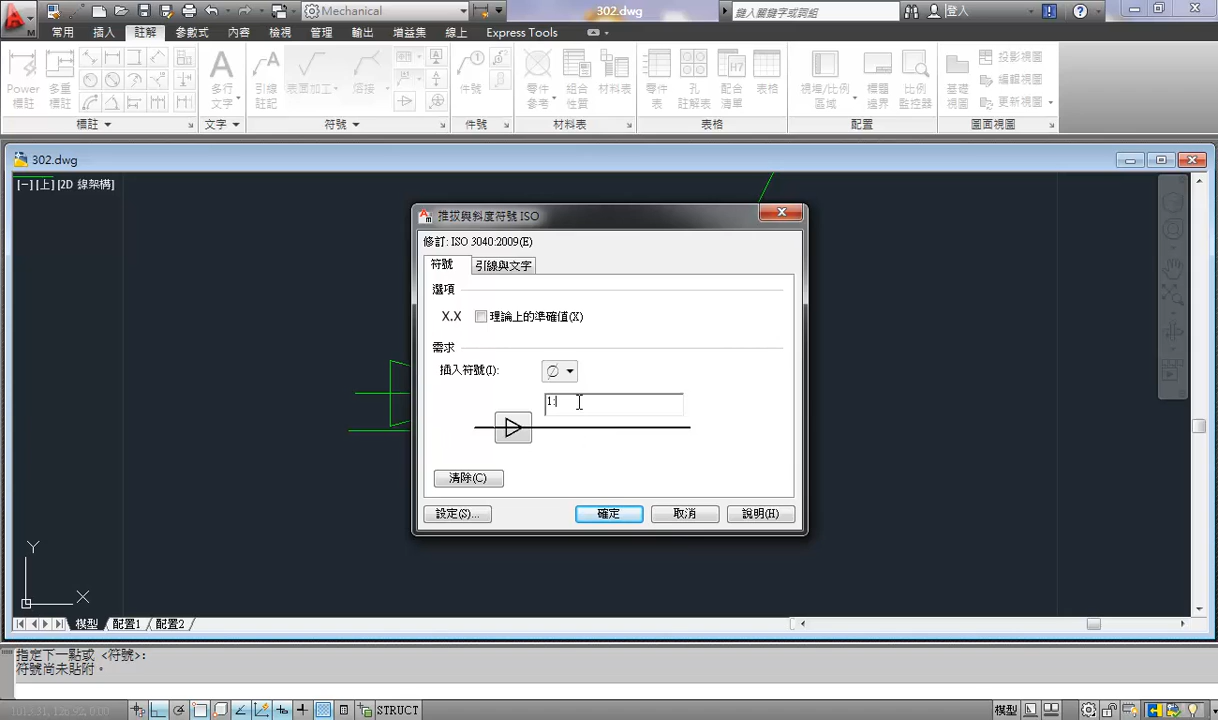 Mechanical
302.dwg
鍵入關鍵字或片語
登入
常用 插入 註解 參數式 內容 檢視 管理 輸出 增益集 線上 Express Tools
Power 標註
多重 標註
多行 文字
引線 註記
表面加工
熔接
件號
零件 參考
組合 性質
材料表
零件 表
孔 註解表
配合 清單
表格
視埠/比例 區域
標題 邊界
比例 監控器
基礎 視圖
投影視圖
編輯視圖
更新視圖
標註 文字 符號 件號 材料表 表格 配置 圖面視圖
302.dwg
[−][上][2D 線架構]
推拔與斜度符號 ISO
修訂: ISO 3040:2009(E)
符號 引線與文字
選項
X.X 理論上的準確值(X)
需求
插入符號(I):
1:
清除(C)
設定(S)... 確定 取消 說明(H)
Y
X
模型 配置1 配置2
指定下一點或 <符號>:
符號尚未貼附。
STRUCT
模型